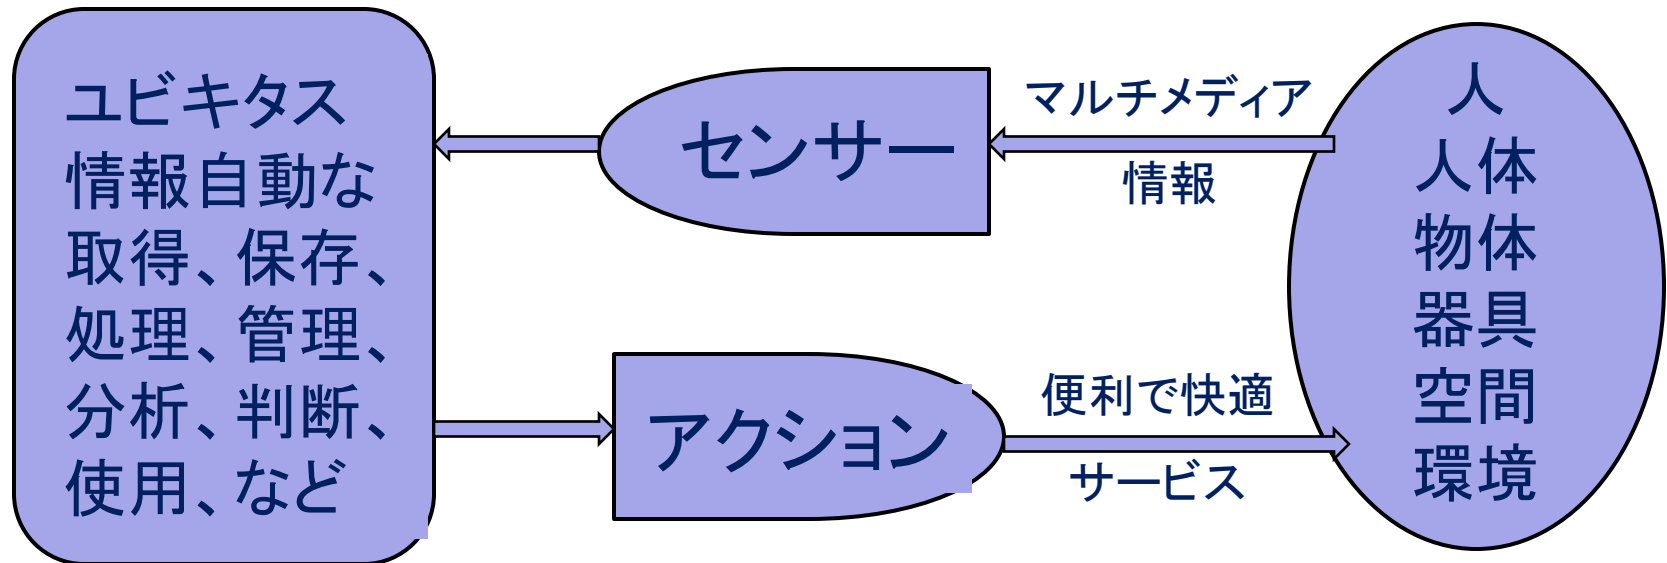 ユビキタス
情報自動な
取得、保存、
処理、管理、
分析、判断、
使用、など
センサー
マルチメディア
情報
アクション
便利で快適
サービス
人
人体
物体
器具
空間
環境